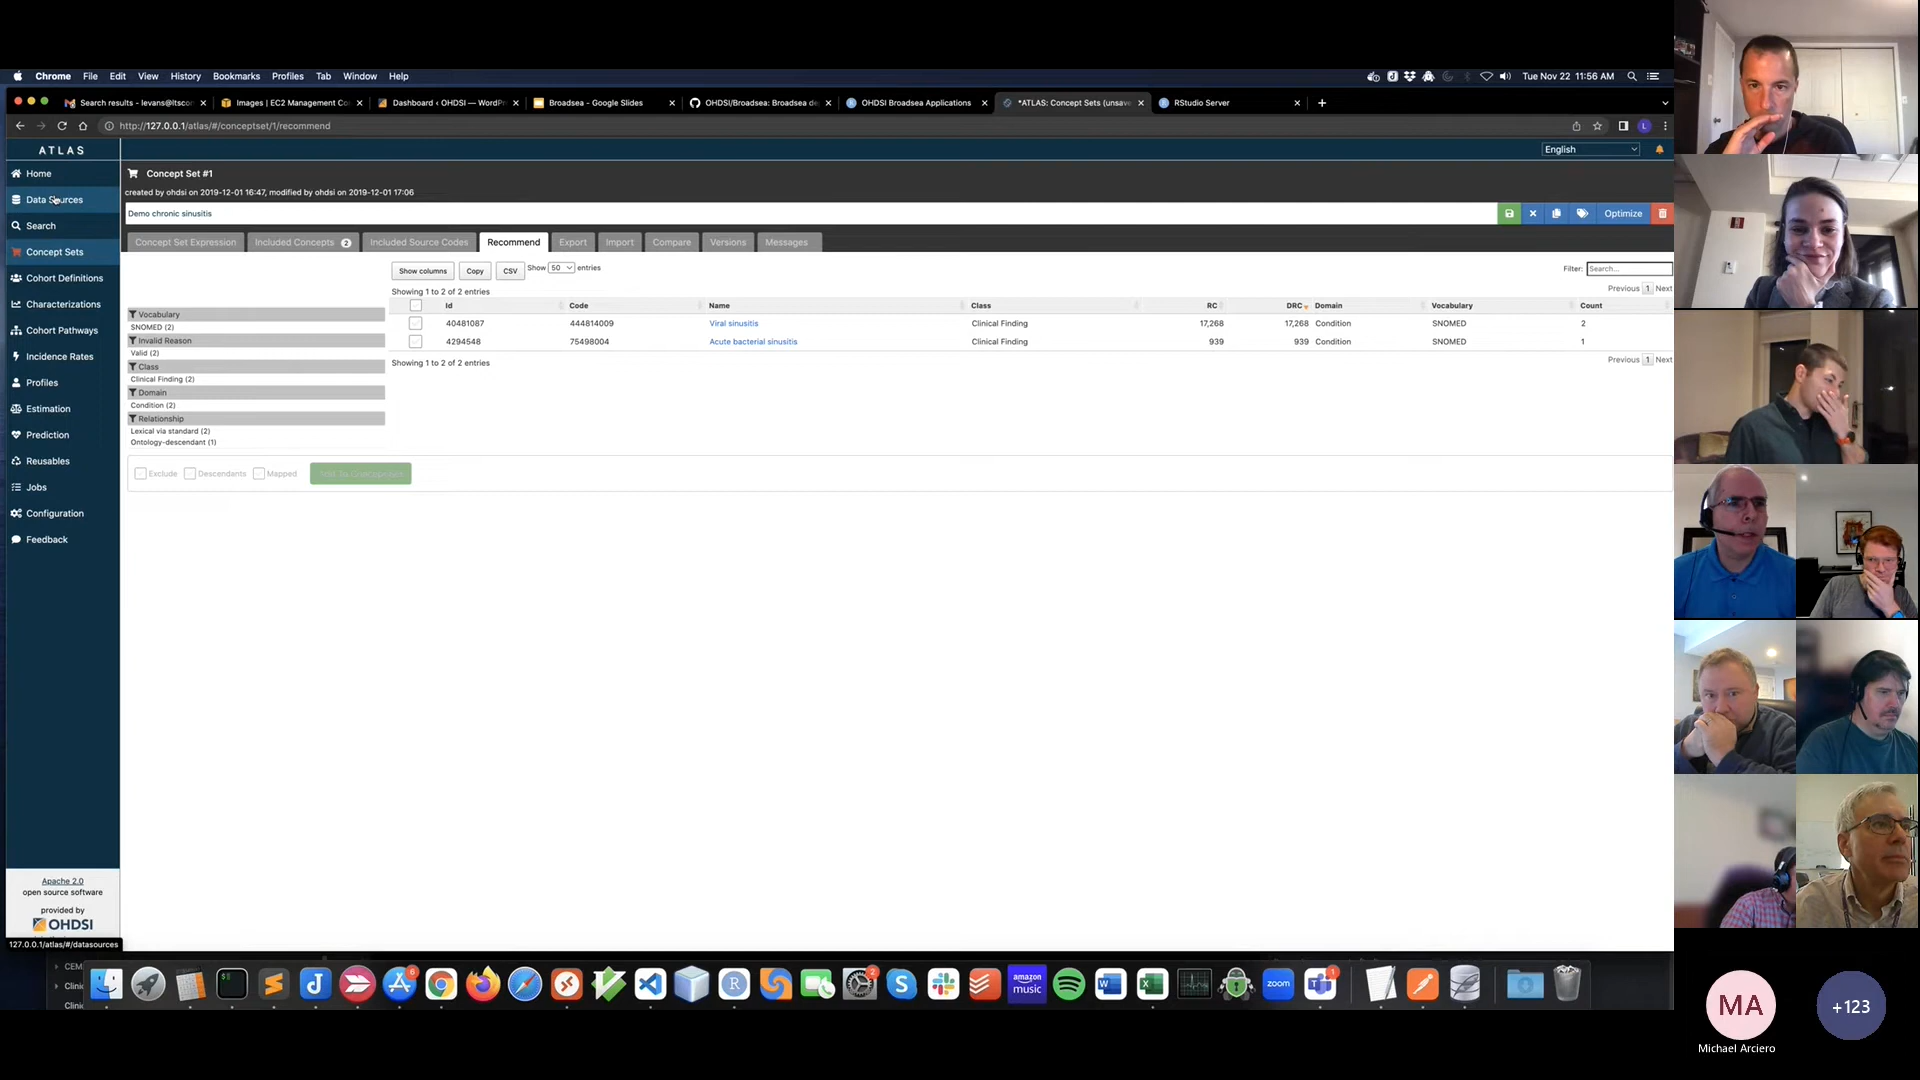 Chrome File Edit View History Bookmarks Profiles Tab Window Help Tue Nov 22 11:56 AM
Search results - levans@ltscor
Images | EC2 Management Co
Dashboard ‹ OHDSI — WordPr
Broadsea - Google Slides
OHDSI/Broadsea: Broadsea de
OHDSI Broadsea Applications
*ATLAS: Concept Sets (unsave
RStudio Server
http://127.0.0.1/atlas/#/conceptset/1/recommend
L
ATLAS
English
Home
Data Sources
Search
Concept Sets
Cohort Definitions
Characterizations
Cohort Pathways
Incidence Rates
Profiles
Estimation
Prediction
Reusables
Jobs
Configuration
Feedback
Apache 2.0
open source software
provided by
OHDSI
127.0.0.1/atlas/#/datasources
Concept Set #1
created by ohdsi on 2019-12-01 16:47, modified by ohdsi on 2019-12-01 17:06
Demo chronic sinusitis
Optimize
Concept Set Expression Included Concepts 2 Included Source Codes Recommend Export Import Compare Versions Messages
Show columns Copy CSV Show 50 entries
Filter: Search...
Showing 1 to 2 of 2 entries
Previous 1 Next
Id Code Name Class RC DRC Domain Vocabulary Count
40481087 444814009 Viral sinusitis Clinical Finding 17,268 17,268 Condition SNOMED 2
4294548 75498004 Acute bacterial sinusitis Clinical Finding 939 939 Condition SNOMED 1
Showing 1 to 2 of 2 entries
Previous 1 Next
Vocabulary
SNOMED (2)
Invalid Reason
Valid (2)
Class
Clinical Finding (2)
Domain
Condition (2)
Relationship
Lexical via standard (2)
Ontology-descendant (1)
Exclude Descendants Mapped
CEM
Clinic
Clini
amazon
music
zoom
6
2
1
MA
Michael Arciero
+123